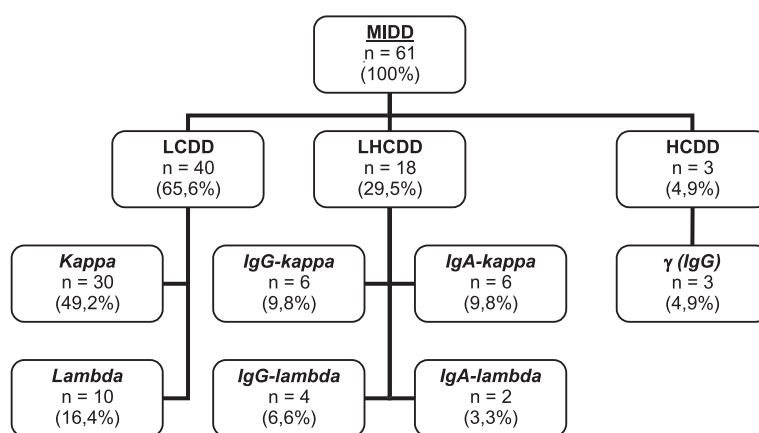 MIDD
n = 61
(100%)
LCDD
n = 40
(65,6%)
LHCDD
n = 18
(29,5%)
HCDD
n = 3
(4,9%)
Kappa
n = 30
(49,2%)
IgG-kappa
n = 6
(9,8%)
IgA-kappa
n = 6
(9,8%)
γ (IgG)
n = 3
(4,9%)
Lambda
n = 10
(16,4%)
IgG-lambda
n = 4
(6,6%)
IgA-lambda
n = 2
(3,3%)